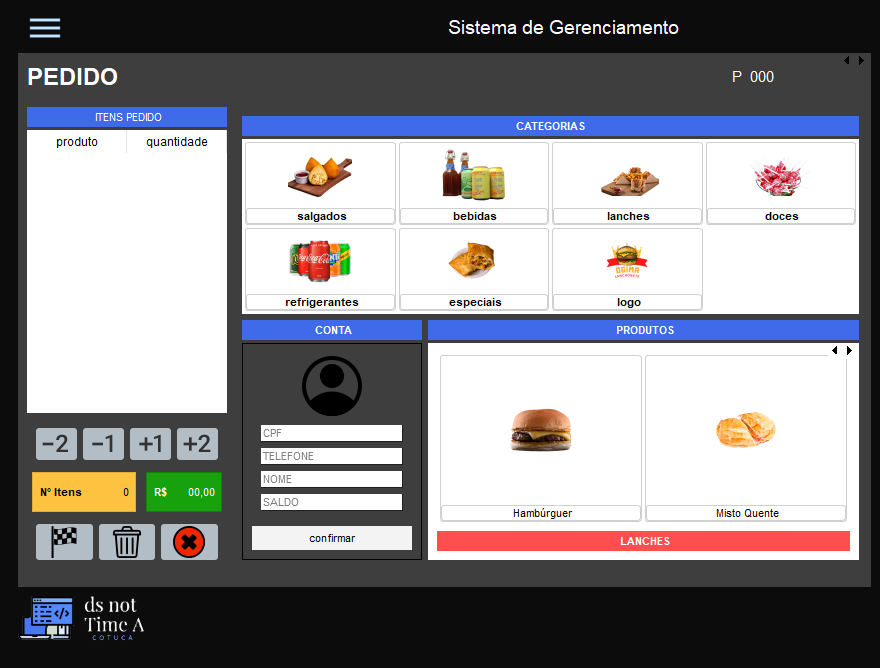 Sistema de Gerenciamento
PEDIDO
P 000
ITENS PEDIDO
produto quantidade
CATEGORIAS
salgados
bebidas
lanches
doces
refrigerantes
especiais
logo
CONTA
CPF
TELEFONE
NOME
SALDO
confirmar
PRODUTOS
Hambúrguer
Misto Quente
LANCHES
−2 −1 +1 +2
Nº Itens 0
R$ 00,00
ds not
Time A
COTUCA